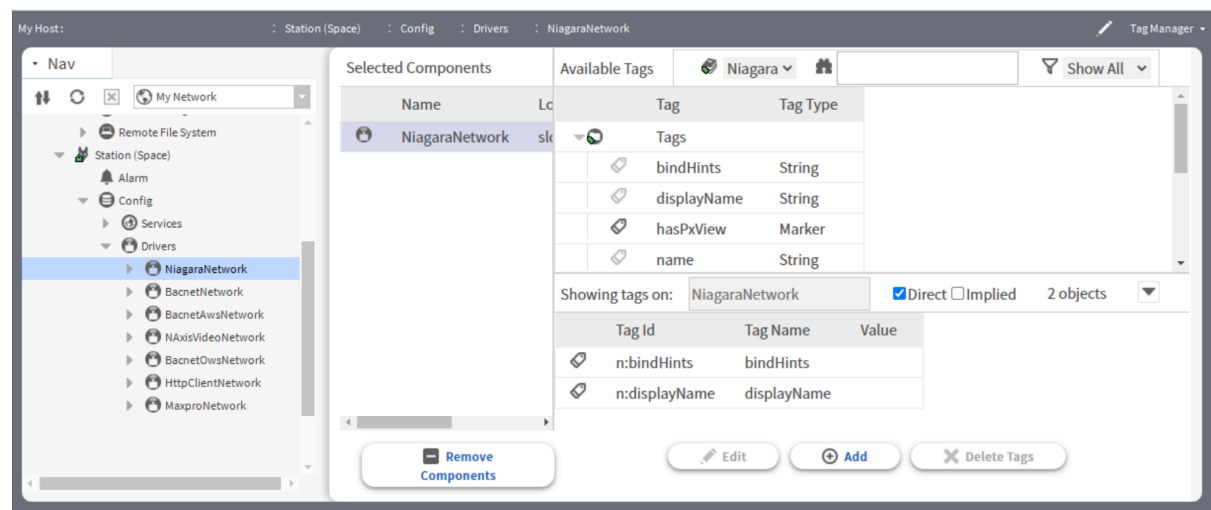 My Host : : Station (Space) : Config : Drivers : NiagaraNetwork Tag Manager
Nav
My Network
Remote File System
Station (Space)
Alarm
Config
Services
Drivers
NiagaraNetwork
BacnetNetwork
BacnetAwsNetwork
NAxisVideoNetwork
BacnetOwsNetwork
HttpClientNetwork
MaxproNetwork
Selected Components
Name Lc
NiagaraNetwork slc
Remove
Components
Available Tags Niagara Show All
Tag Tag Type
Tags
bindHints String
displayName String
hasPxView Marker
name String
Showing tags on: NiagaraNetwork Direct Implied 2 objects
Tag Id Tag Name Value
n:bindHints bindHints
n:displayName displayName
Edit Add Delete Tags